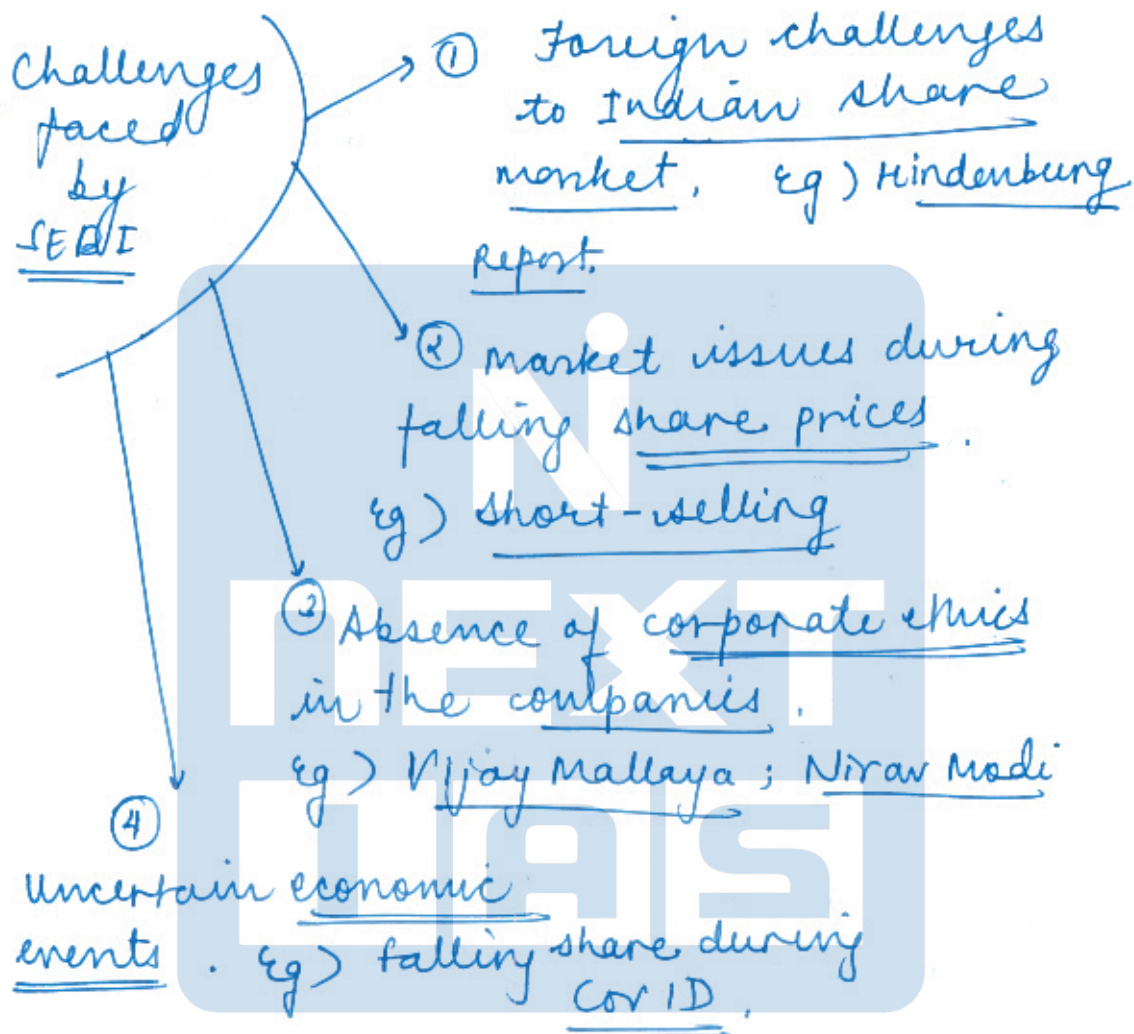 Challenges
faced
by
SEBI
① Foreign challenges
to Indian share
market. Eg) Hindenburg
Report.
② Market issues during
falling share prices.
Eg) Short-selling
③ Absence of corporate ethics
in the companies.
Eg) Vijay Mallaya; Nirav Modi
④
Uncertain economic
events. Eg) falling share during
COVID.
NEXT
IAS